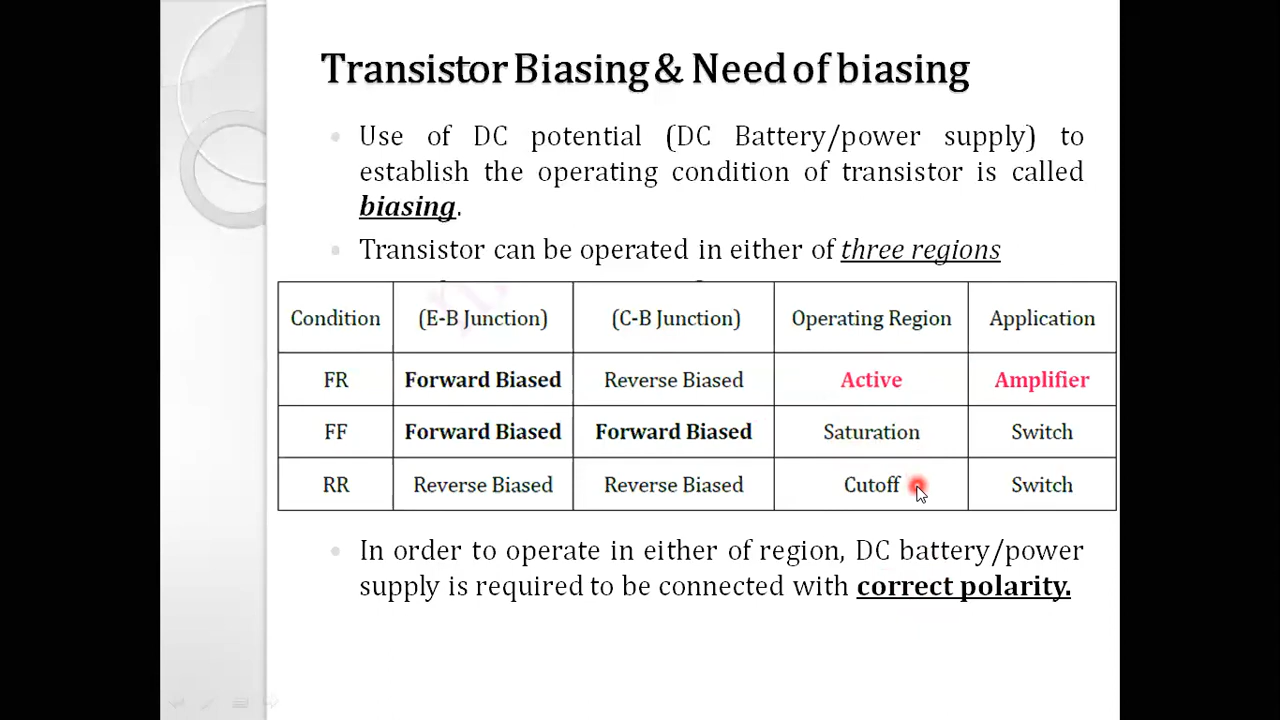 Transistor Biasing & Need of biasing
Use of DC potential (DC Battery/power supply) to
establish the operating condition of transistor is called
biasing.
Transistor can be operated in either of three regions
Condition (E-B Junction) (C-B Junction) Operating Region Application
FR Forward Biased Reverse Biased Active Amplifier
FF Forward Biased Forward Biased Saturation Switch
RR Reverse Biased Reverse Biased Cutoff Switch
In order to operate in either of region, DC battery/power
supply is required to be connected with correct polarity.